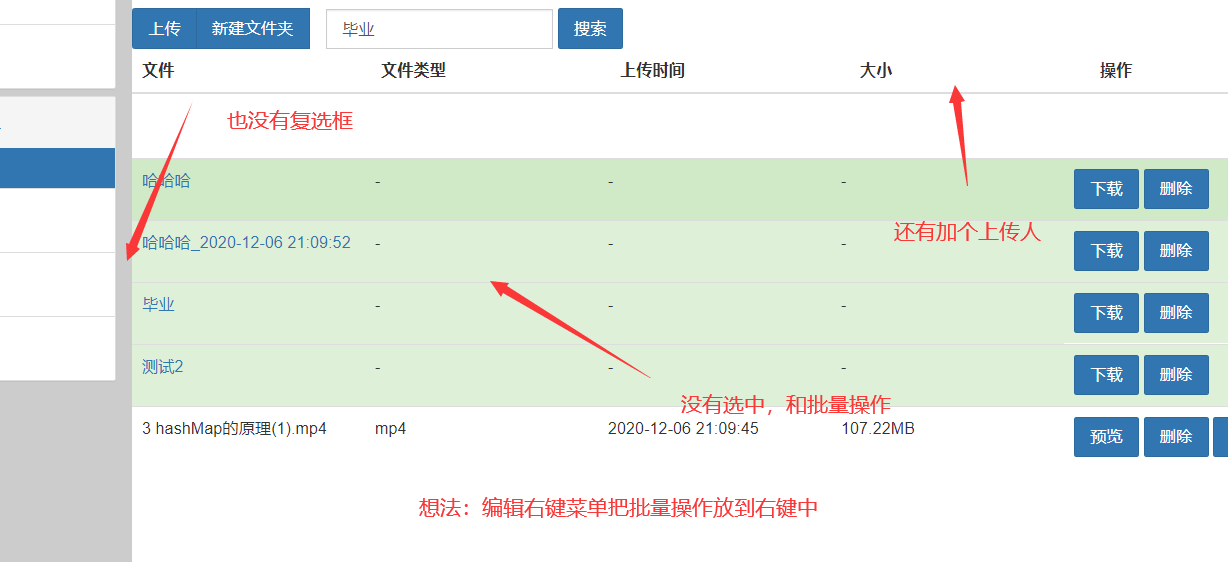 上传 新建文件夹 毕业 搜索
文件 文件类型 上传时间 大小 操作
也没有复选框
哈哈哈 - - - 下载 删除
还有加个上传人
哈哈哈_2020-12-06 21:09:52 - - - 下载 删除
毕业 - - - 下载 删除
测试2 - - - 下载 删除
没有选中，和批量操作
3 hashMap的原理(1).mp4 mp4 2020-12-06 21:09:45 107.22MB 预览 删除
想法：编辑右键菜单把批量操作放到右键中